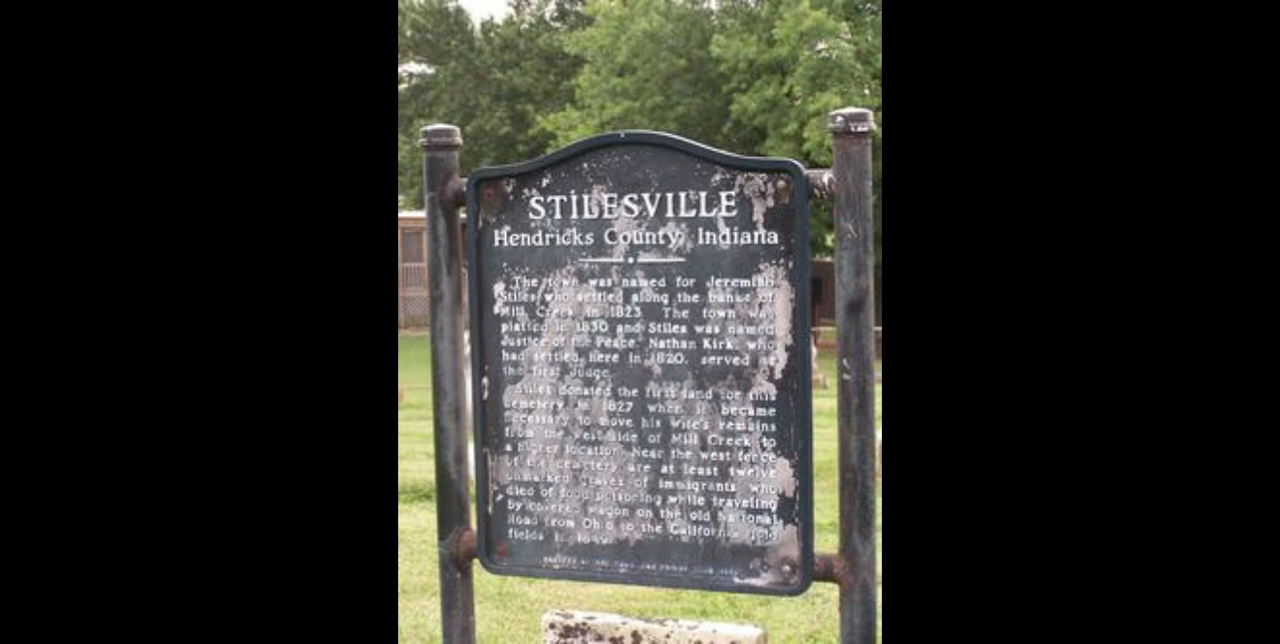 STILESVILLE
Hendricks County, Indiana
The town was named for Jeremiah
Stiles who settled along the banks of
Mill Creek in 1823. The town was
platted in 1830 and Stiles was named
Justice of the Peace. Nathan Kirk, who
had settled here in 1820, served as
the first Judge.
Stiles donated the first land for this
cemetery in 1827 when it became
necessary to move his wife's remains
from the west side of Mill Creek to
a higher location. Near the west fence
of the cemetery are at least twelve
unmarked graves of immigrants who
died of food poisoning while traveling
by covered wagon on the old National
Road from Ohio to the California gold
fields in 1849.